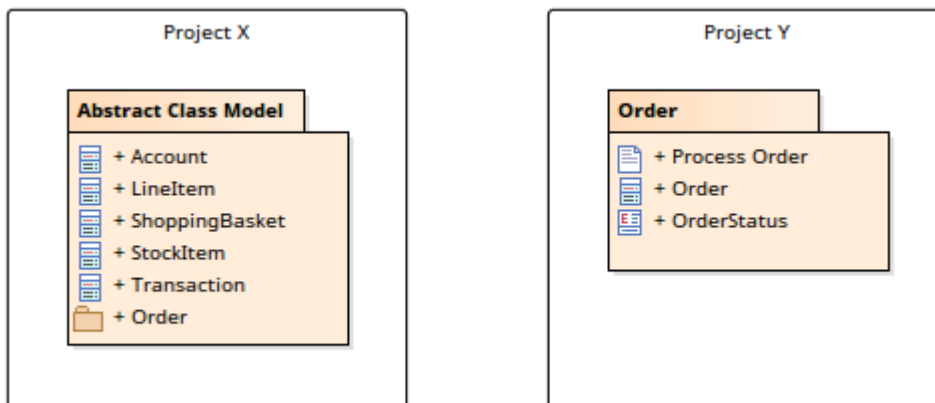 Project X
Abstract Class Model
+ Account
+ LineItem
+ ShoppingBasket
+ StockItem
+ Transaction
+ Order
Project Y
Order
+ Process Order
+ Order
E
+ OrderStatus